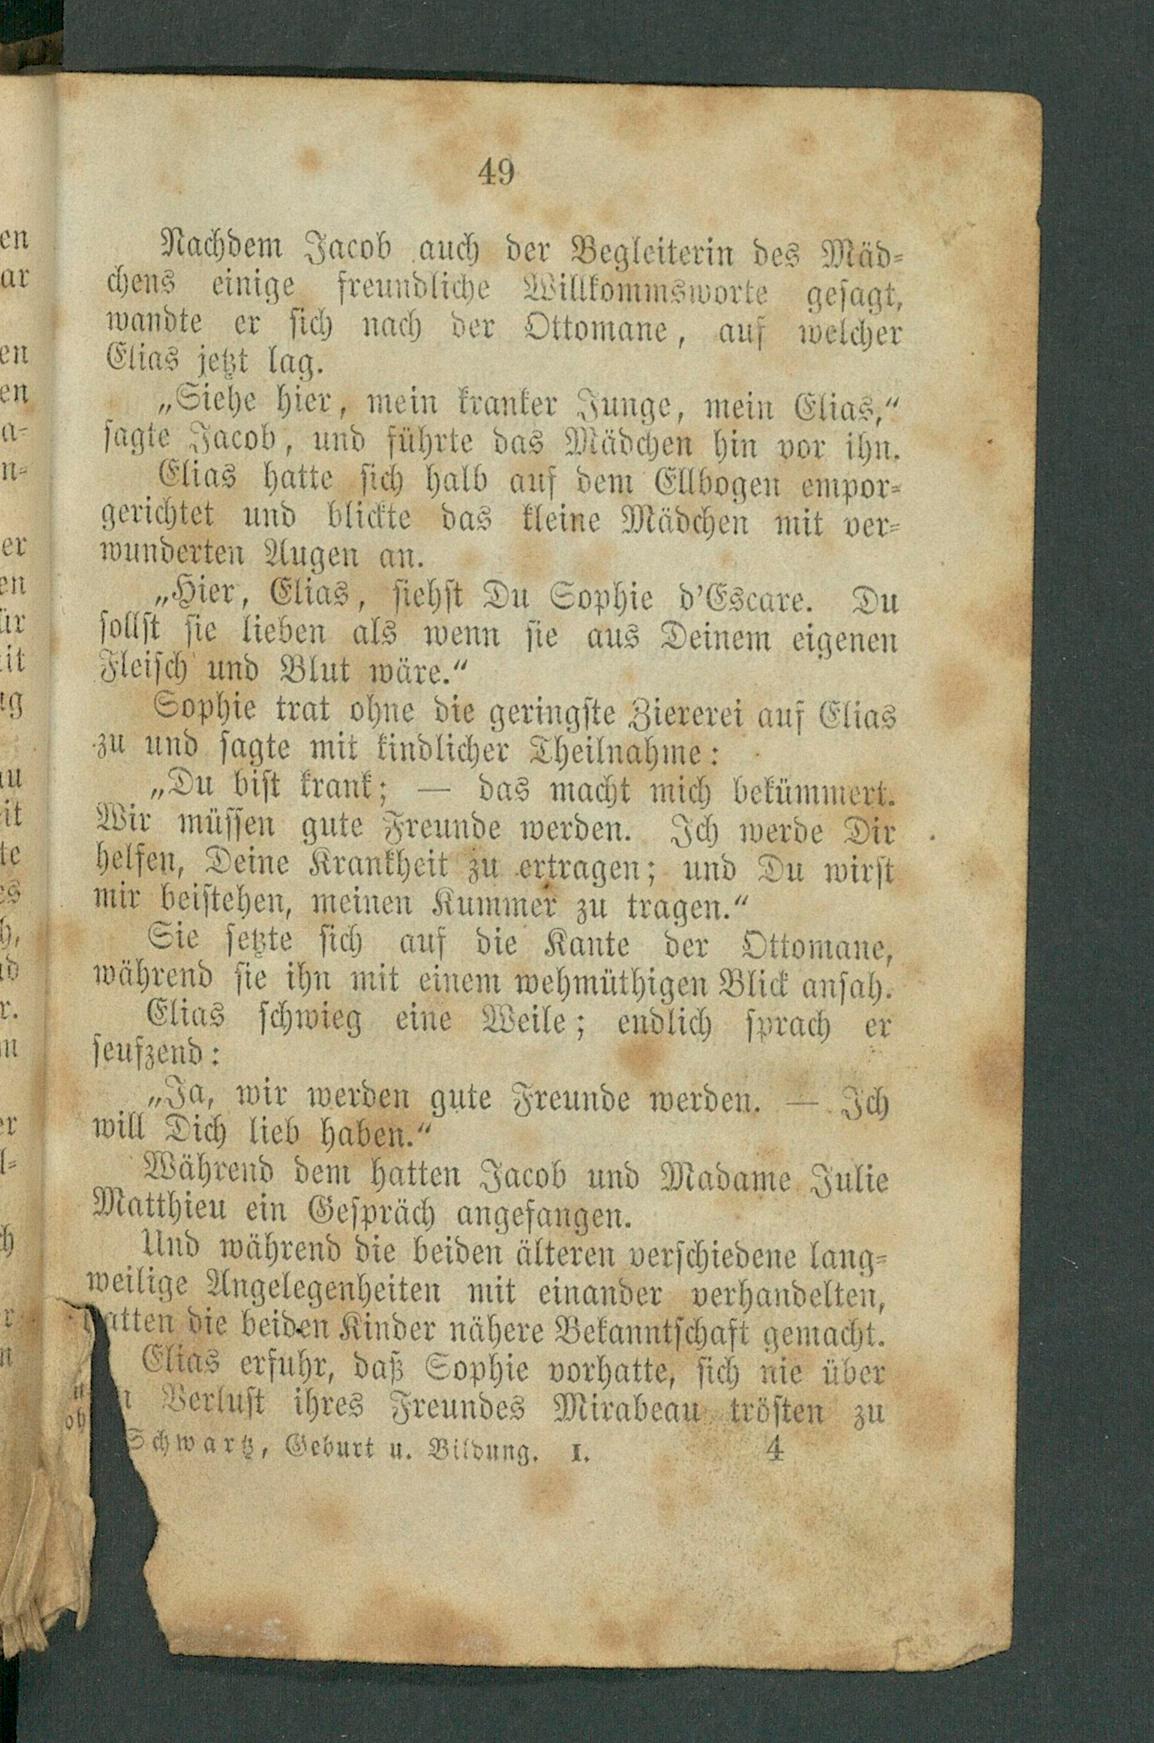 49
Nachdem Jacob auch der Begleiterin des Mäd-
chens einige freundliche Willkommsworte gesagt,
wandte er sich nach der Ottomane, auf welcher
Elias jetzt lag.
„Siehe hier, mein kranker Junge, mein Elias,“
sagte Jacob, und führte das Mädchen hin vor ihn.
Elias hatte sich halb auf dem Ellbogen empor-
gerichtet und blickte das kleine Mädchen mit ver-
wunderten Augen an.
„Hier, Elias, siehst Du Sophie d'Escare. Du
sollst sie lieben als wenn sie aus Deinem eigenen
Fleisch und Blut wäre.“
Sophie trat ohne die geringste Ziererei auf Elias
zu und sagte mit kindlicher Theilnahme:
„Du bist krank; — das macht mich bekümmert.
Wir müssen gute Freunde werden. Ich werde Dir
helfen, Deine Krankheit zu ertragen; und Du wirst
mir beistehen, meinen Kummer zu tragen.“
Sie setzte sich auf die Kante der Ottomane,
während sie ihn mit einem wehmüthigen Blick ansah.
Elias schwieg eine Weile; endlich sprach er
seufzend:
„Ja, wir werden gute Freunde werden. — Ich
will Dich lieb haben.“
Während dem hatten Jacob und Madame Julie
Matthieu ein Gespräch angefangen.
Und während die beiden älteren verschiedene lang-
weilige Angelegenheiten mit einander verhandelten,
hatten die beiden Kinder nähere Bekanntschaft gemacht.
Elias erfuhr, daß Sophie vorhatte, sich nie über
Verlust ihres Freundes Mirabeau trösten zu
Schwartz, Geburt u. Bildung. I. 4